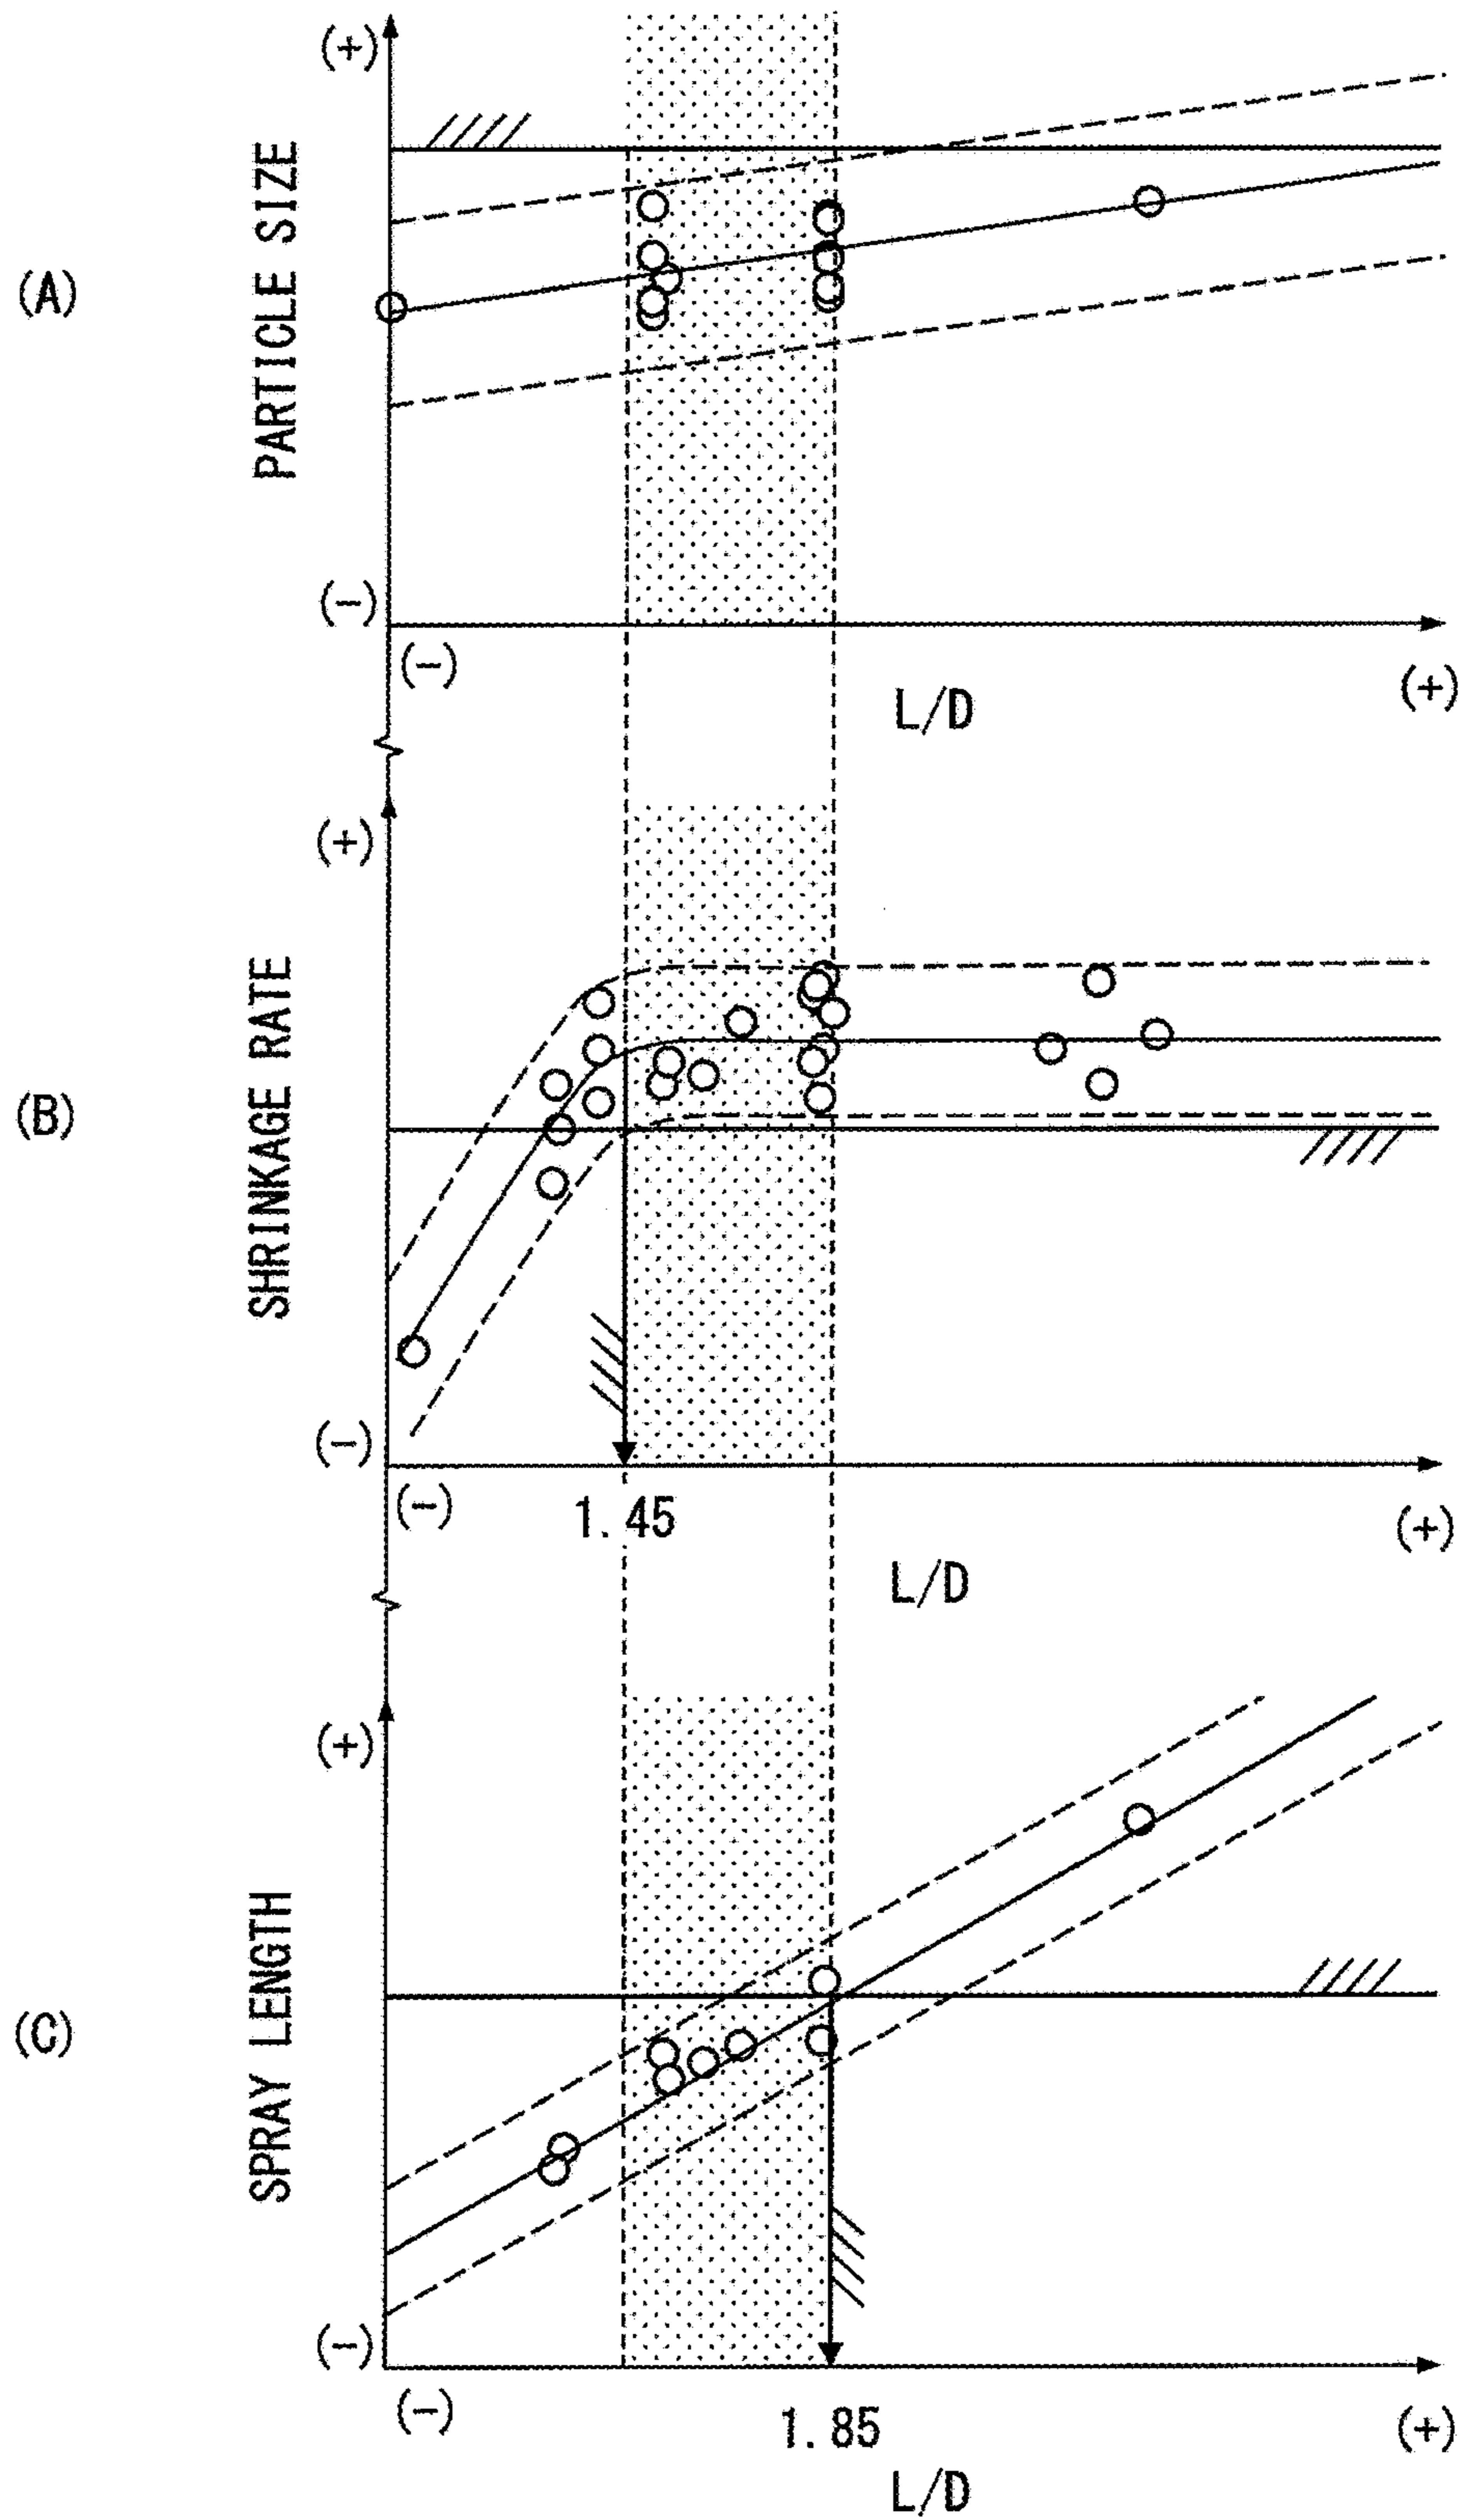 (A)
PARTICLE SIZE
(+)
(-)
(-)
L/D
(+)
(B)
SHRINKAGE RATE
(+)
(-)
(-)
1.45
L/D
(+)
(C)
SPRAY LENGTH
(+)
(-)
(-)
1.85
L/D
(+)